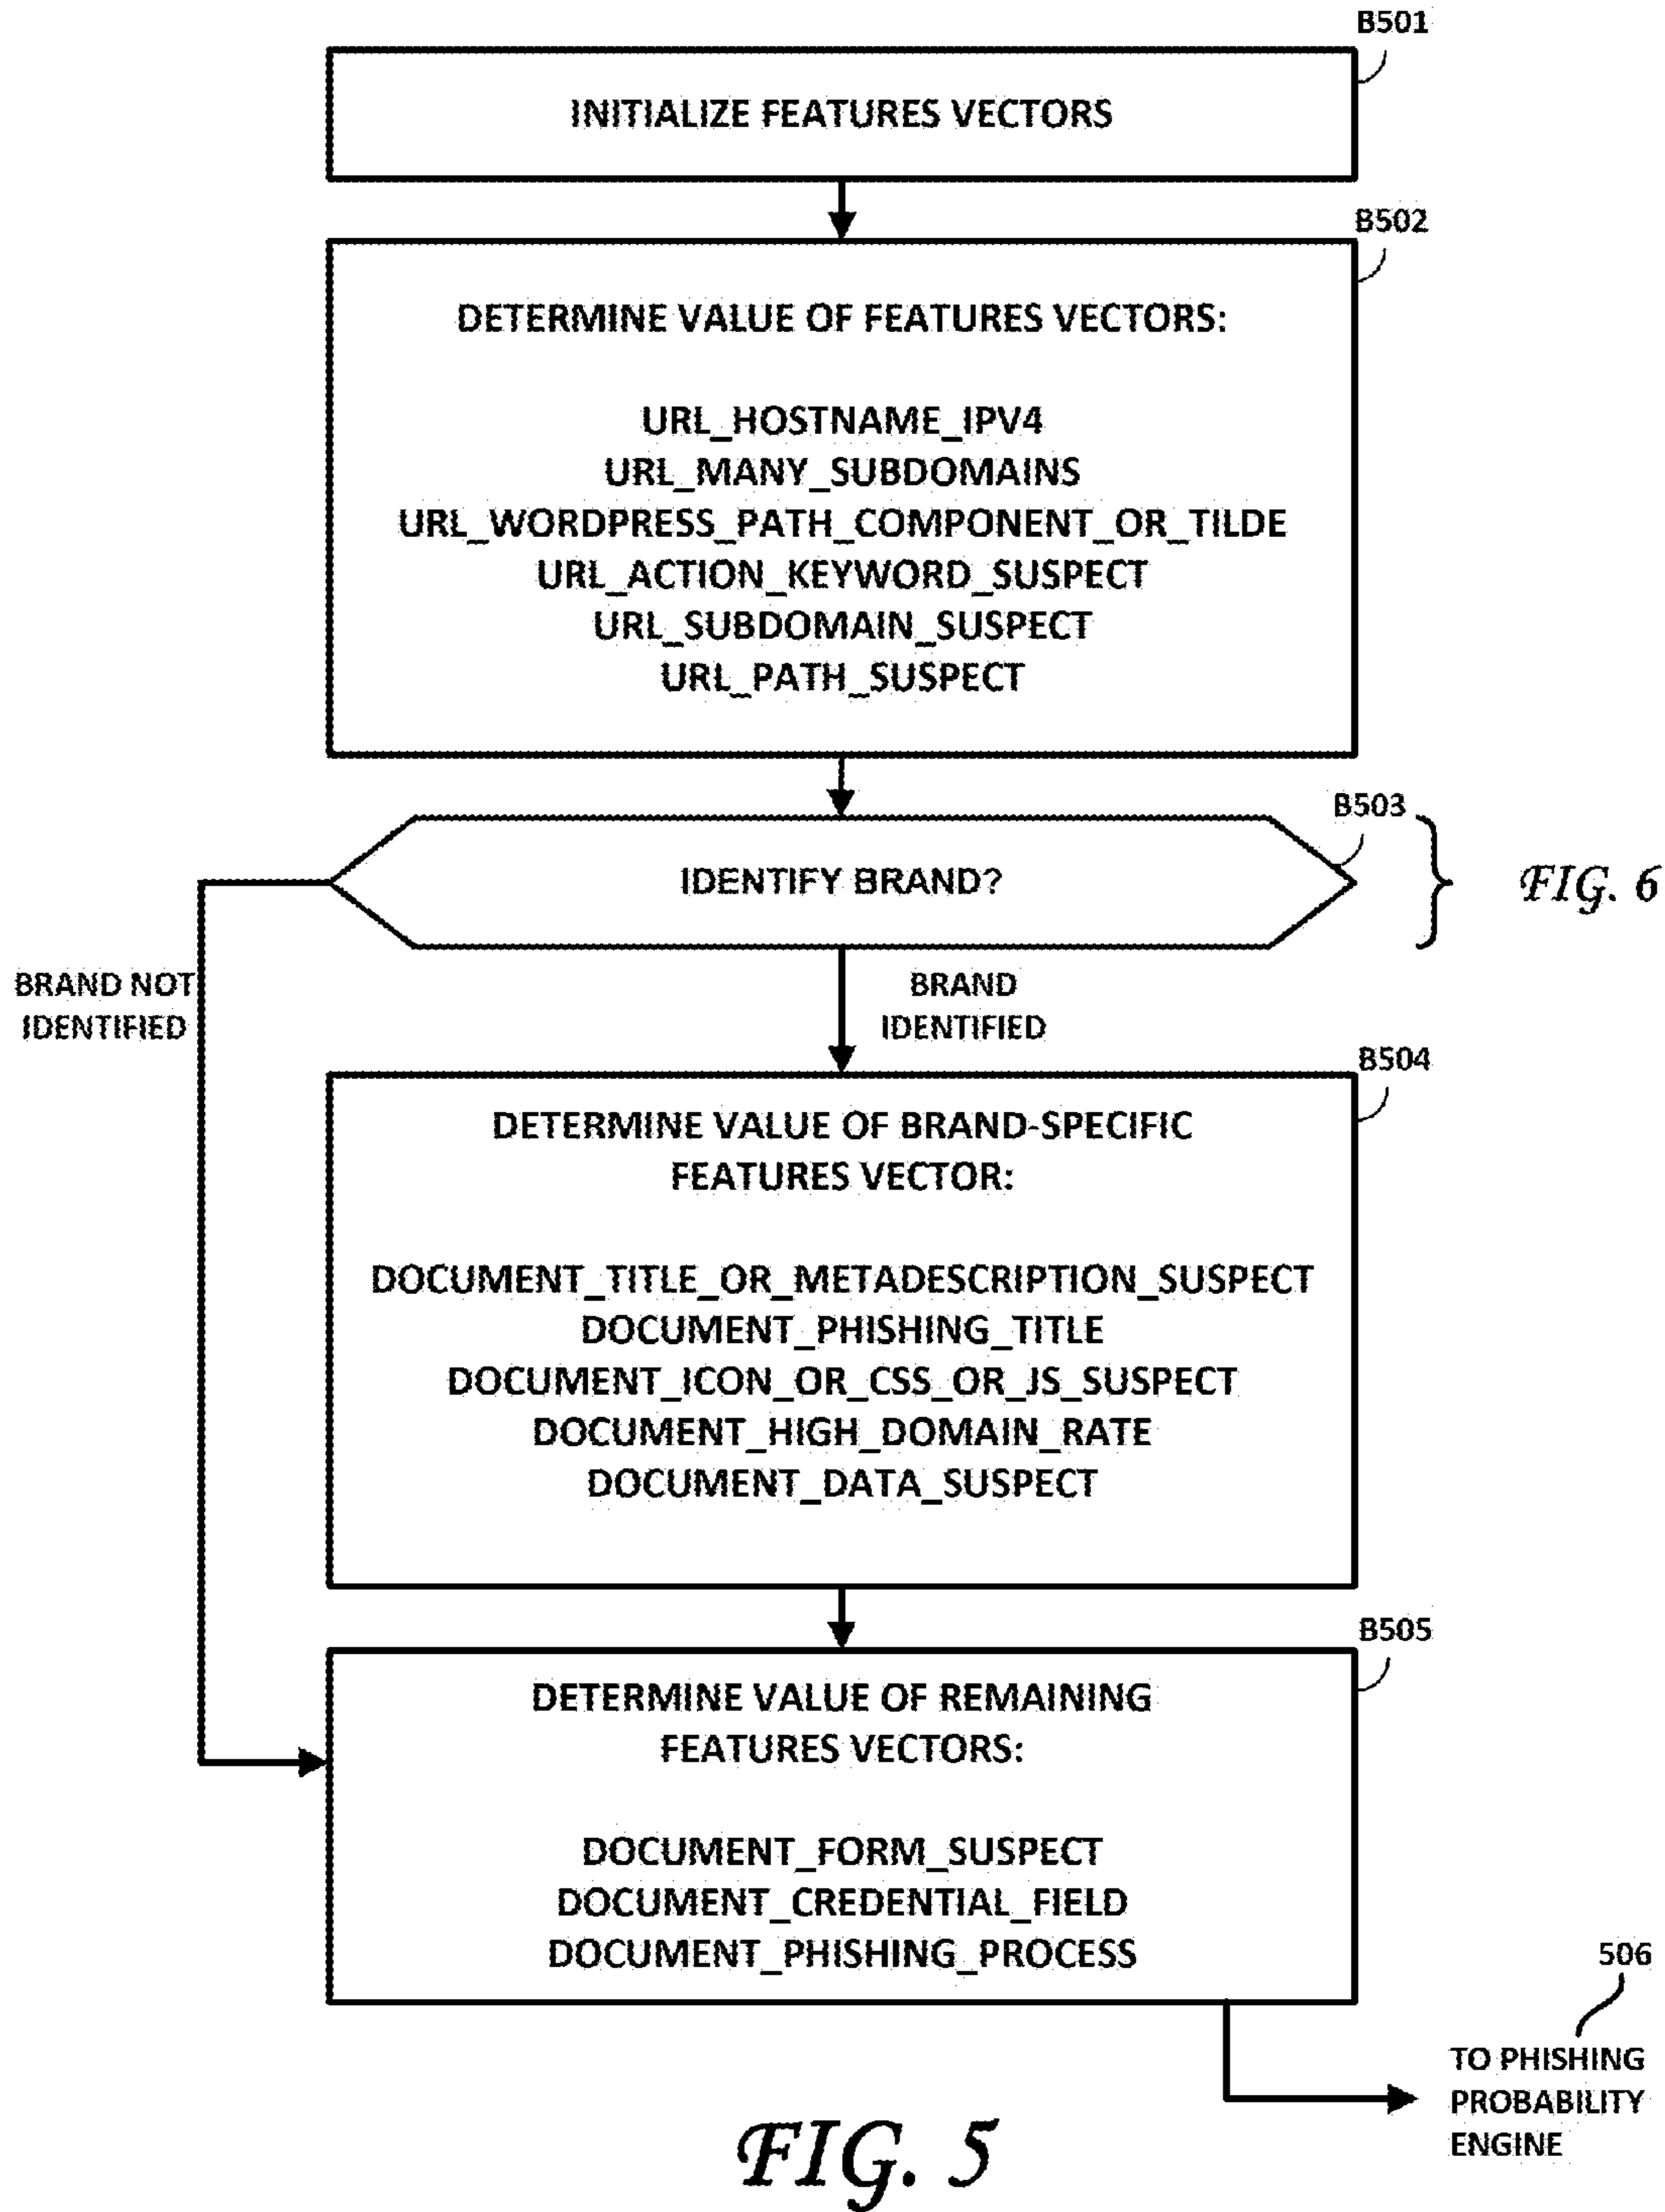 B501
INITIALIZE FEATURES VECTORS
B502
DETERMINE VALUE OF FEATURES VECTORS:
URL_HOSTNAME_IPV4
URL_MANY_SUBDOMAINS
URL_WORDPRESS_PATH_COMPONENT_OR_TILDE
URL_ACTION_KEYWORD_SUSPECT
URL_SUBDOMAIN_SUSPECT
URL_PATH_SUSPECT
B503
IDENTIFY BRAND?
FIG. 6
BRAND NOT
IDENTIFIED
BRAND
IDENTIFIED
B504
DETERMINE VALUE OF BRAND-SPECIFIC
FEATURES VECTOR:
DOCUMENT_TITLE_OR_METADESCRIPTION_SUSPECT
DOCUMENT_PHISHING_TITLE
DOCUMENT_ICON_OR_CSS_OR_JS_SUSPECT
DOCUMENT_HIGH_DOMAIN_RATE
DOCUMENT_DATA_SUSPECT
B505
DETERMINE VALUE OF REMAINING
FEATURES VECTORS:
DOCUMENT_FORM_SUSPECT
DOCUMENT_CREDENTIAL_FIELD
DOCUMENT_PHISHING_PROCESS
506
TO PHISHING
PROBABILITY
ENGINE
FIG. 5